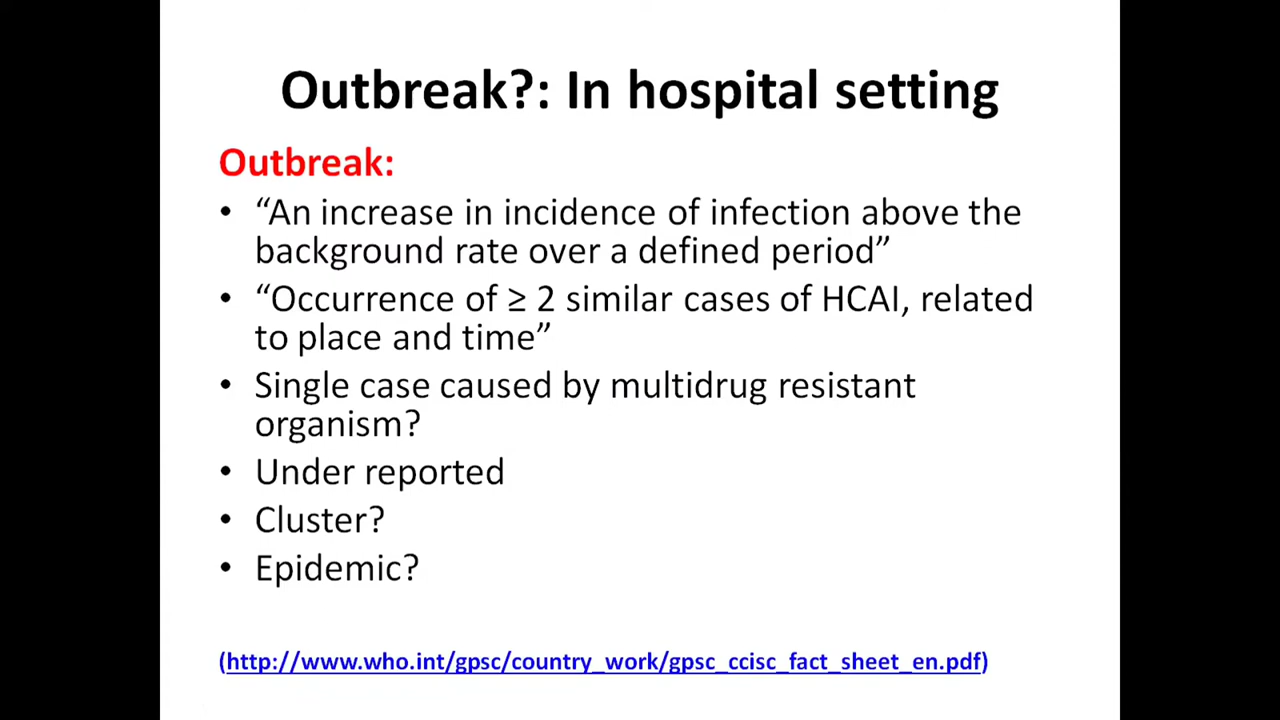 Outbreak?: In hospital setting
Outbreak:
• “An increase in incidence of infection above the
background rate over a defined period”
• “Occurrence of ≥ 2 similar cases of HCAI, related
to place and time”
• Single case caused by multidrug resistant
organism?
• Under reported
• Cluster?
• Epidemic?
(http://www.who.int/gpsc/country_work/gpsc_ccisc_fact_sheet_en.pdf)